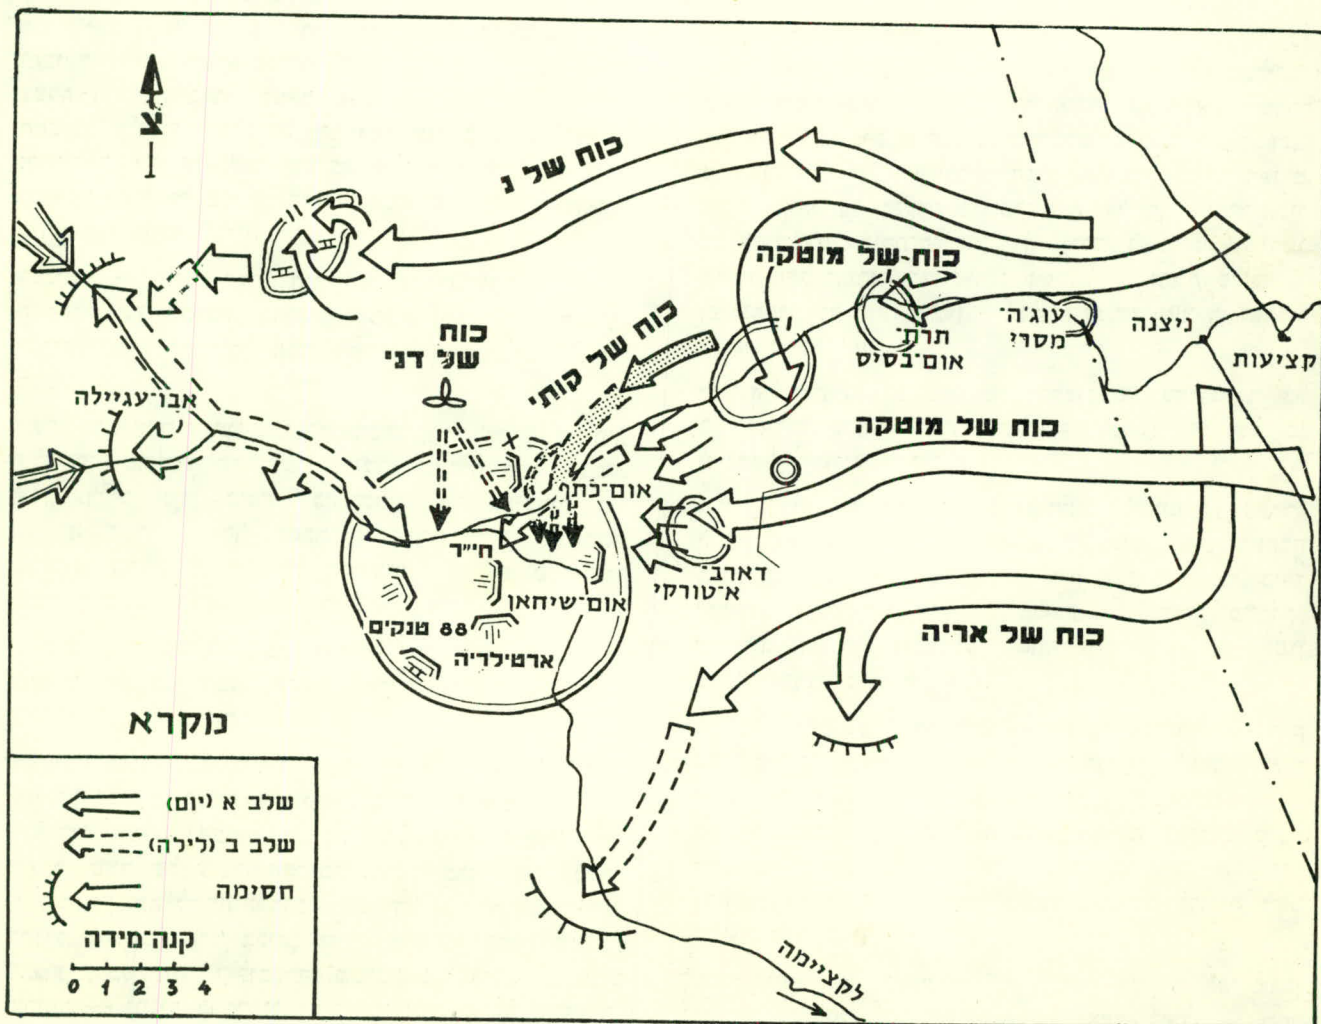 צ
כוח של נ
כוח של מוטקה
כוח
של דני
כוח של קותי
תרת־
אום־בסיס
עוג'ה־
מסרי
ניצנה
קציעות
אבו־עגיילה
כוח של מוטקה
אום־כתף
חי"ר
דארב־
א־טורקי
אום־שיחאן
88 טנקים
ארטילריה
כוח של אריה
לקציימה
מקרא
שלב א (יום)
שלב ב (לילה)
חסימה
קנה־מידה
0 1 2 3 4